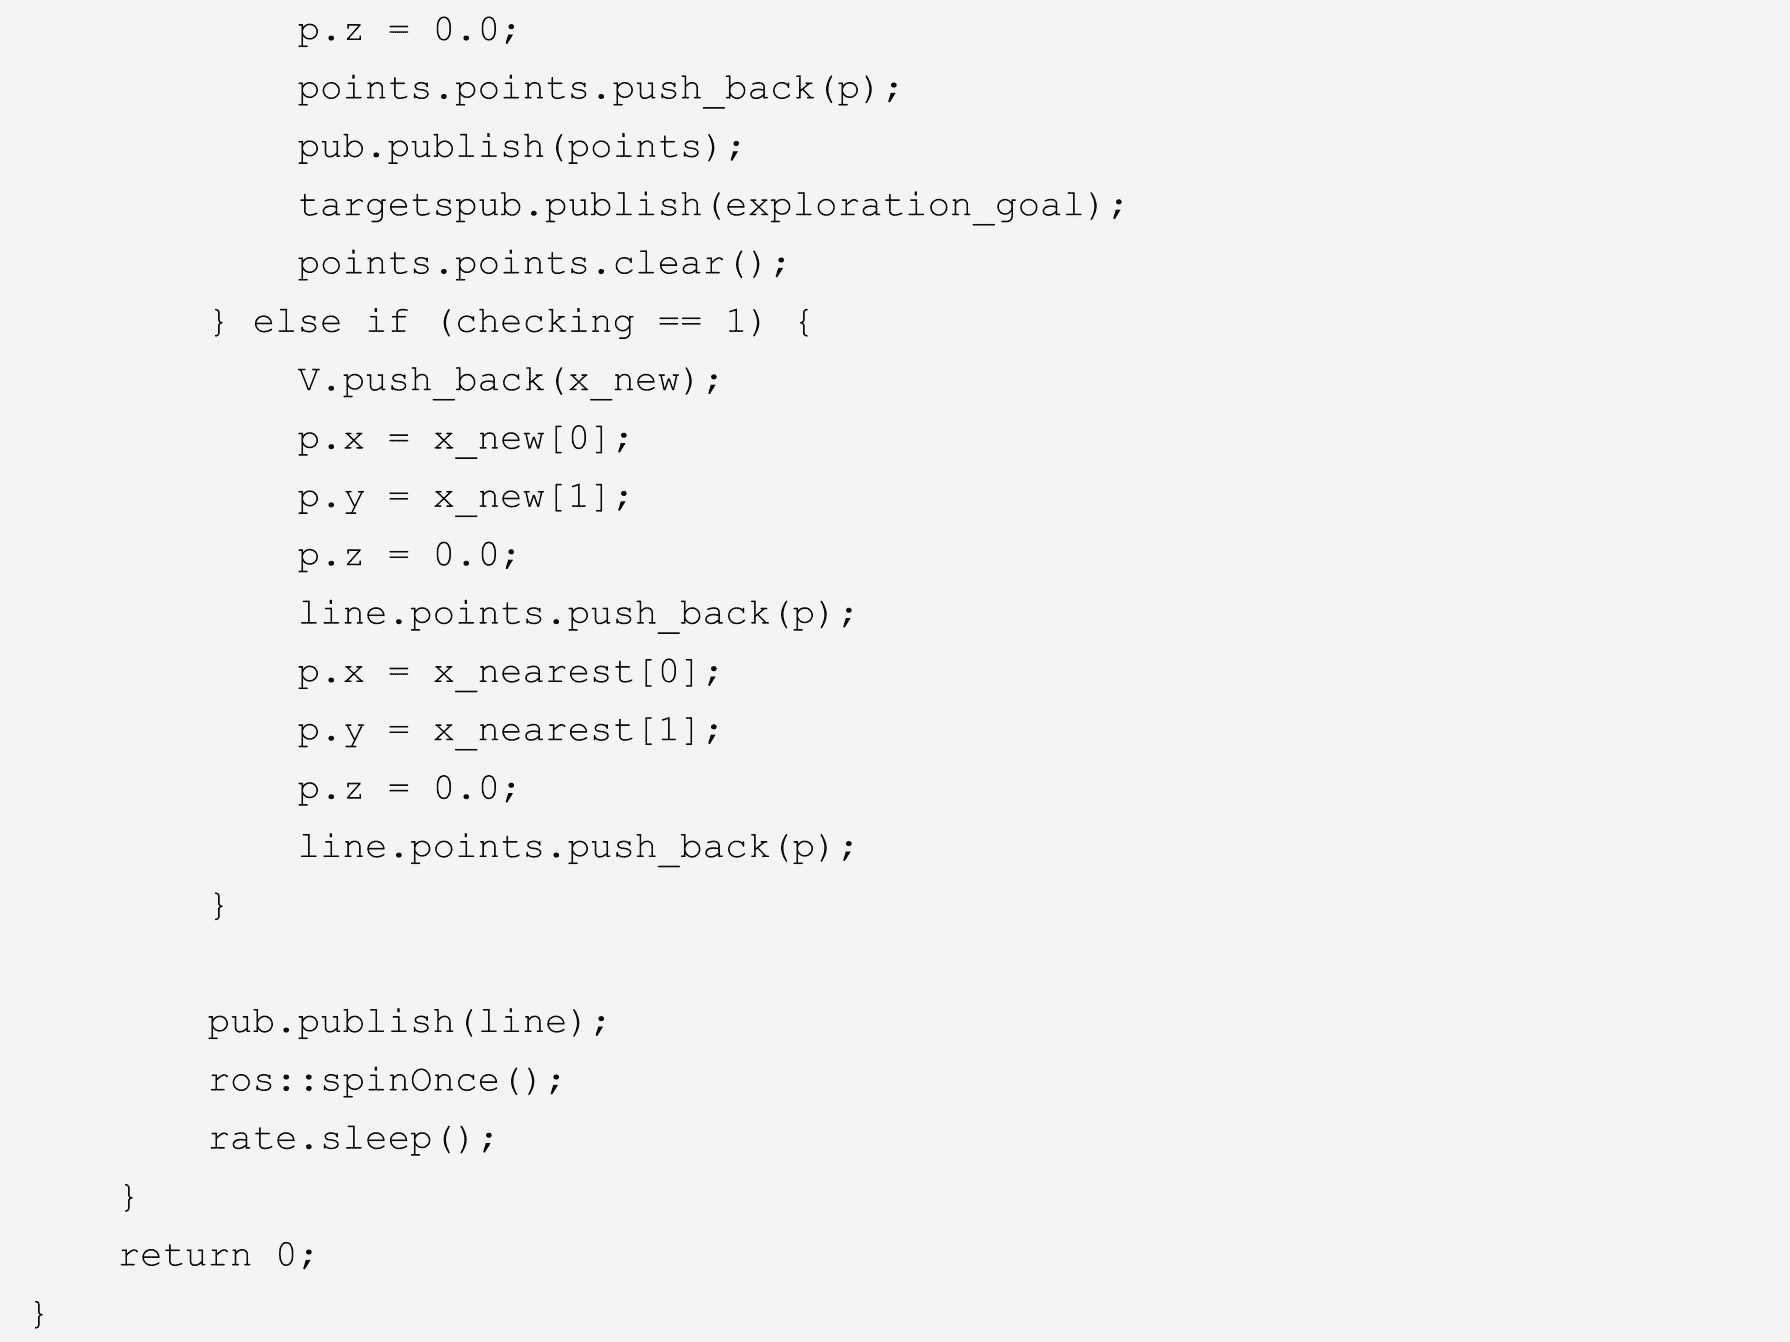 p.z = 0.0;
points.points.push_back(p);
pub.publish(points);
targetspub.publish(exploration_goal);
points.points.clear();
} else if (checking == 1) {
V.push_back(x_new);
p.x = x_new[0];
p.y = x_new[1];
p.z = 0.0;
line.points.push_back(p);
p.x = x_nearest[0];
p.y = x_nearest[1];
p.z = 0.0;
line.points.push_back(p);
}
pub.publish(line);
ros::spinOnce();
rate.sleep();
}
return 0;
}